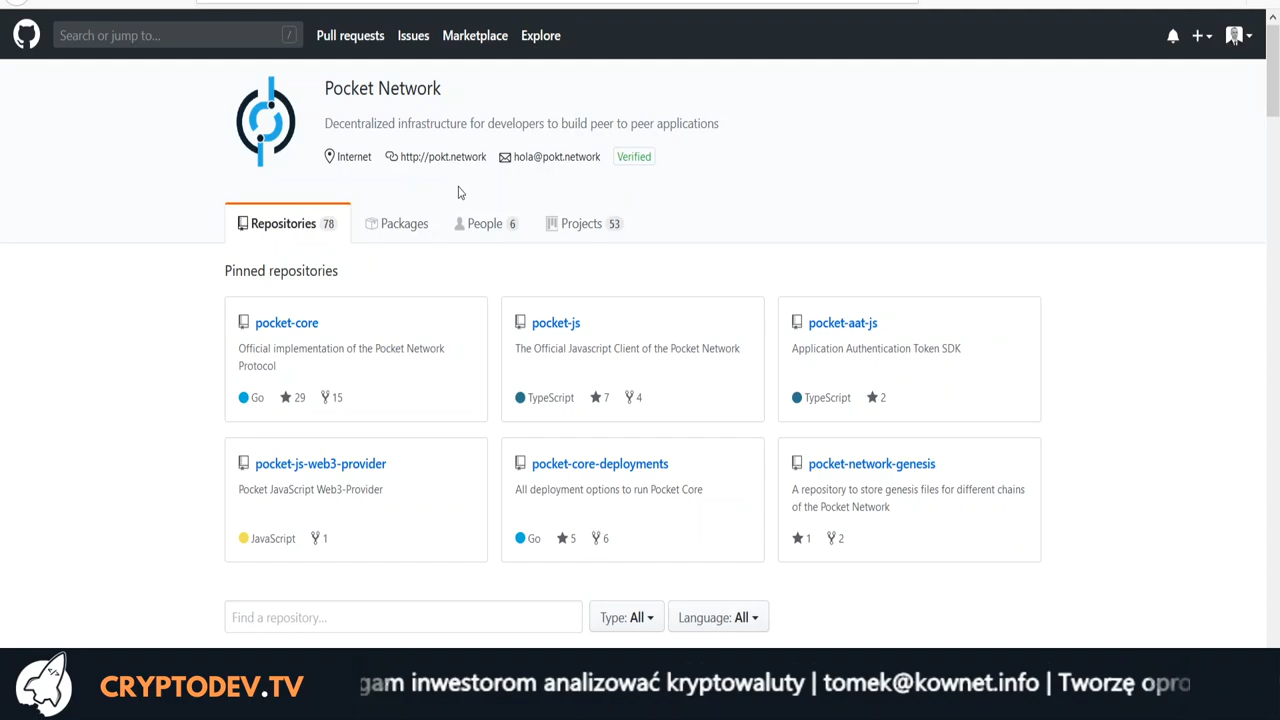 Search or jump to... /
Pull requests Issues Marketplace Explore
Pocket Network
Decentralized infrastructure for developers to build peer to peer applications
Internet http://pokt.network hola@pokt.network Verified
Repositories 78 Packages People 6 Projects 53
Pinned repositories
pocket-core
Official implementation of the Pocket Network
Protocol
Go 29 15
pocket-js
The Official Javascript Client of the Pocket Network
TypeScript 7 4
pocket-aat-js
Application Authentication Token SDK
TypeScript 2
pocket-js-web3-provider
Pocket JavaScript Web3-Provider
JavaScript 1
pocket-core-deployments
All deployment options to run Pocket Core
Go 5 6
pocket-network-genesis
A repository to store genesis files for different chains
of the Pocket Network
1 2
Find a repository... Type: All Language: All
CRYPTODEV.TV
gam inwestorom analizować kryptowaluty | tomek@kownet.info | Tworzę opro